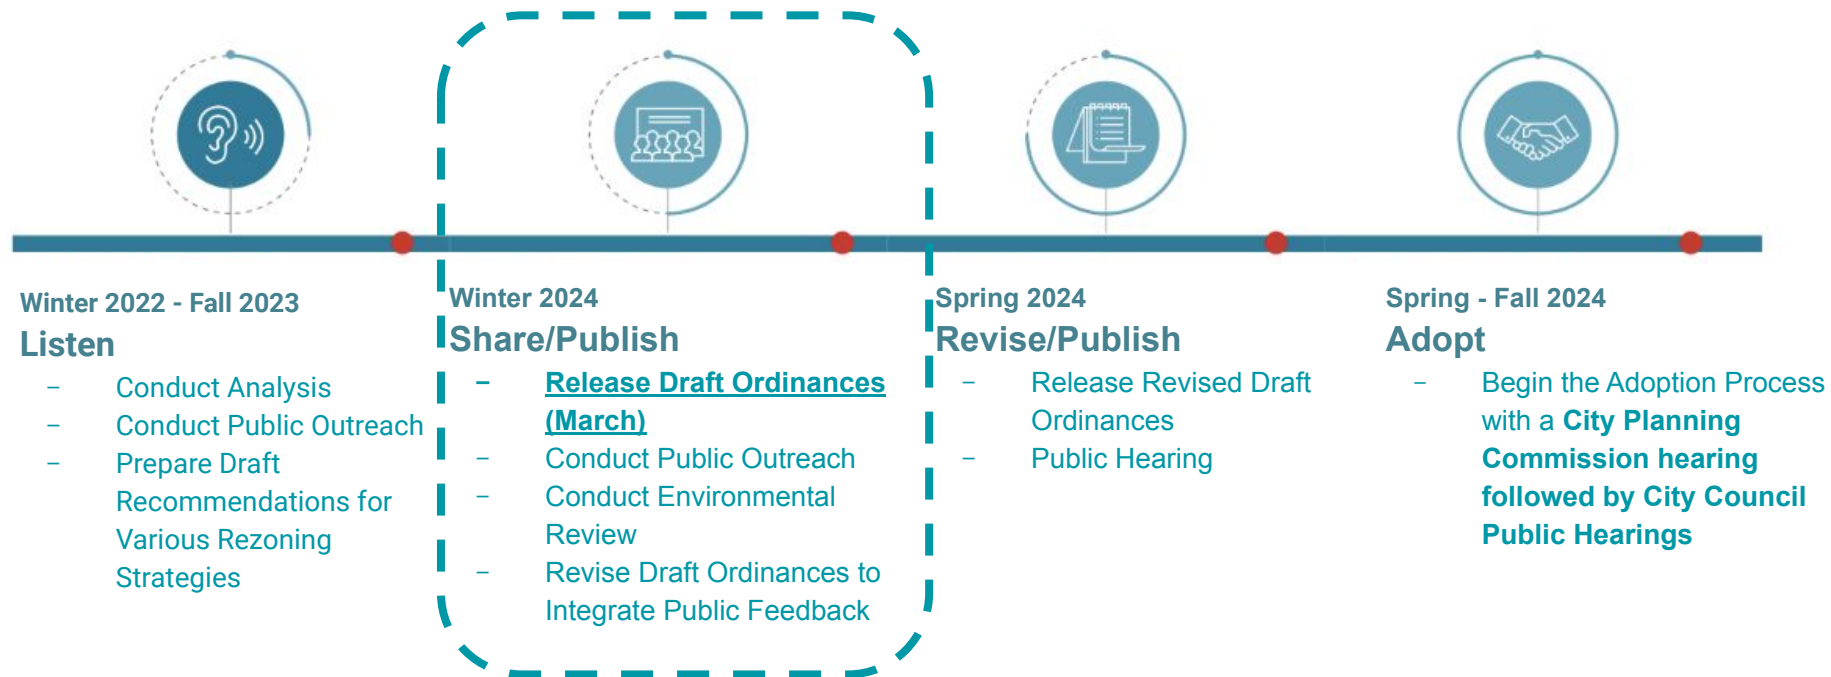 Winter 2022 - Fall 2023
Listen
- Conduct Analysis
- Conduct Public Outreach
- Prepare Draft
Recommendations for
Various Rezoning
Strategies
Winter 2024
Share/Publish
- Release Draft Ordinances
(March)
- Conduct Public Outreach
- Conduct Environmental
Review
- Revise Draft Ordinances to
Integrate Public Feedback
Spring 2024
Revise/Publish
- Release Revised Draft
Ordinances
- Public Hearing
Spring - Fall 2024
Adopt
- Begin the Adoption Process
with a City Planning
Commission hearing
followed by City Council
Public Hearings